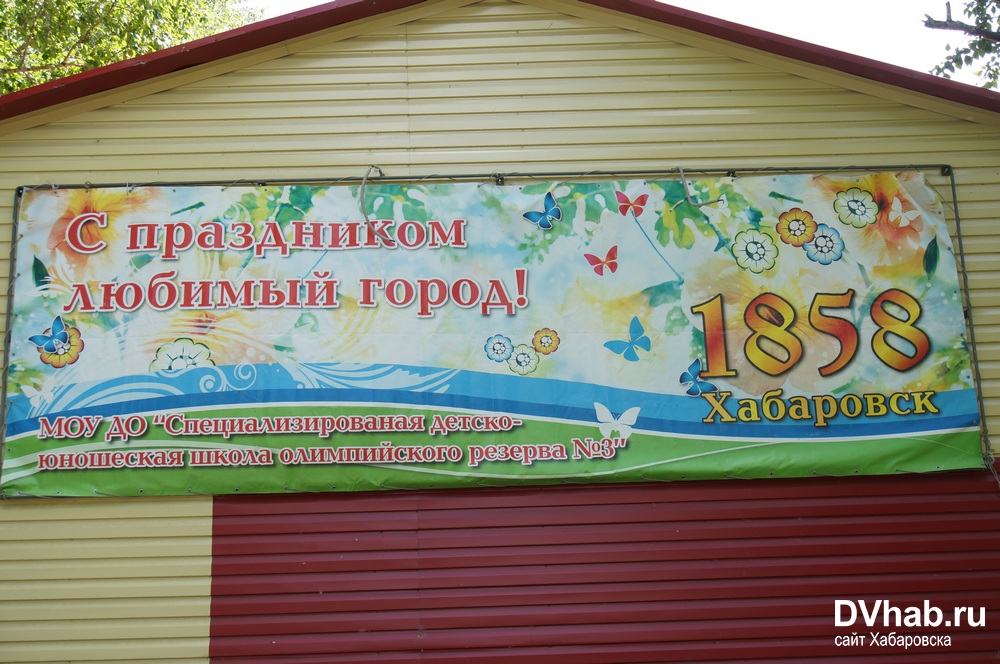 С праздником
любимый город!
1858
Хабаровск
МОУ ДО "Специализированая детско-
юношеская школа олимпийского резерва №3"
DVhab.ru
сайт Хабаровска